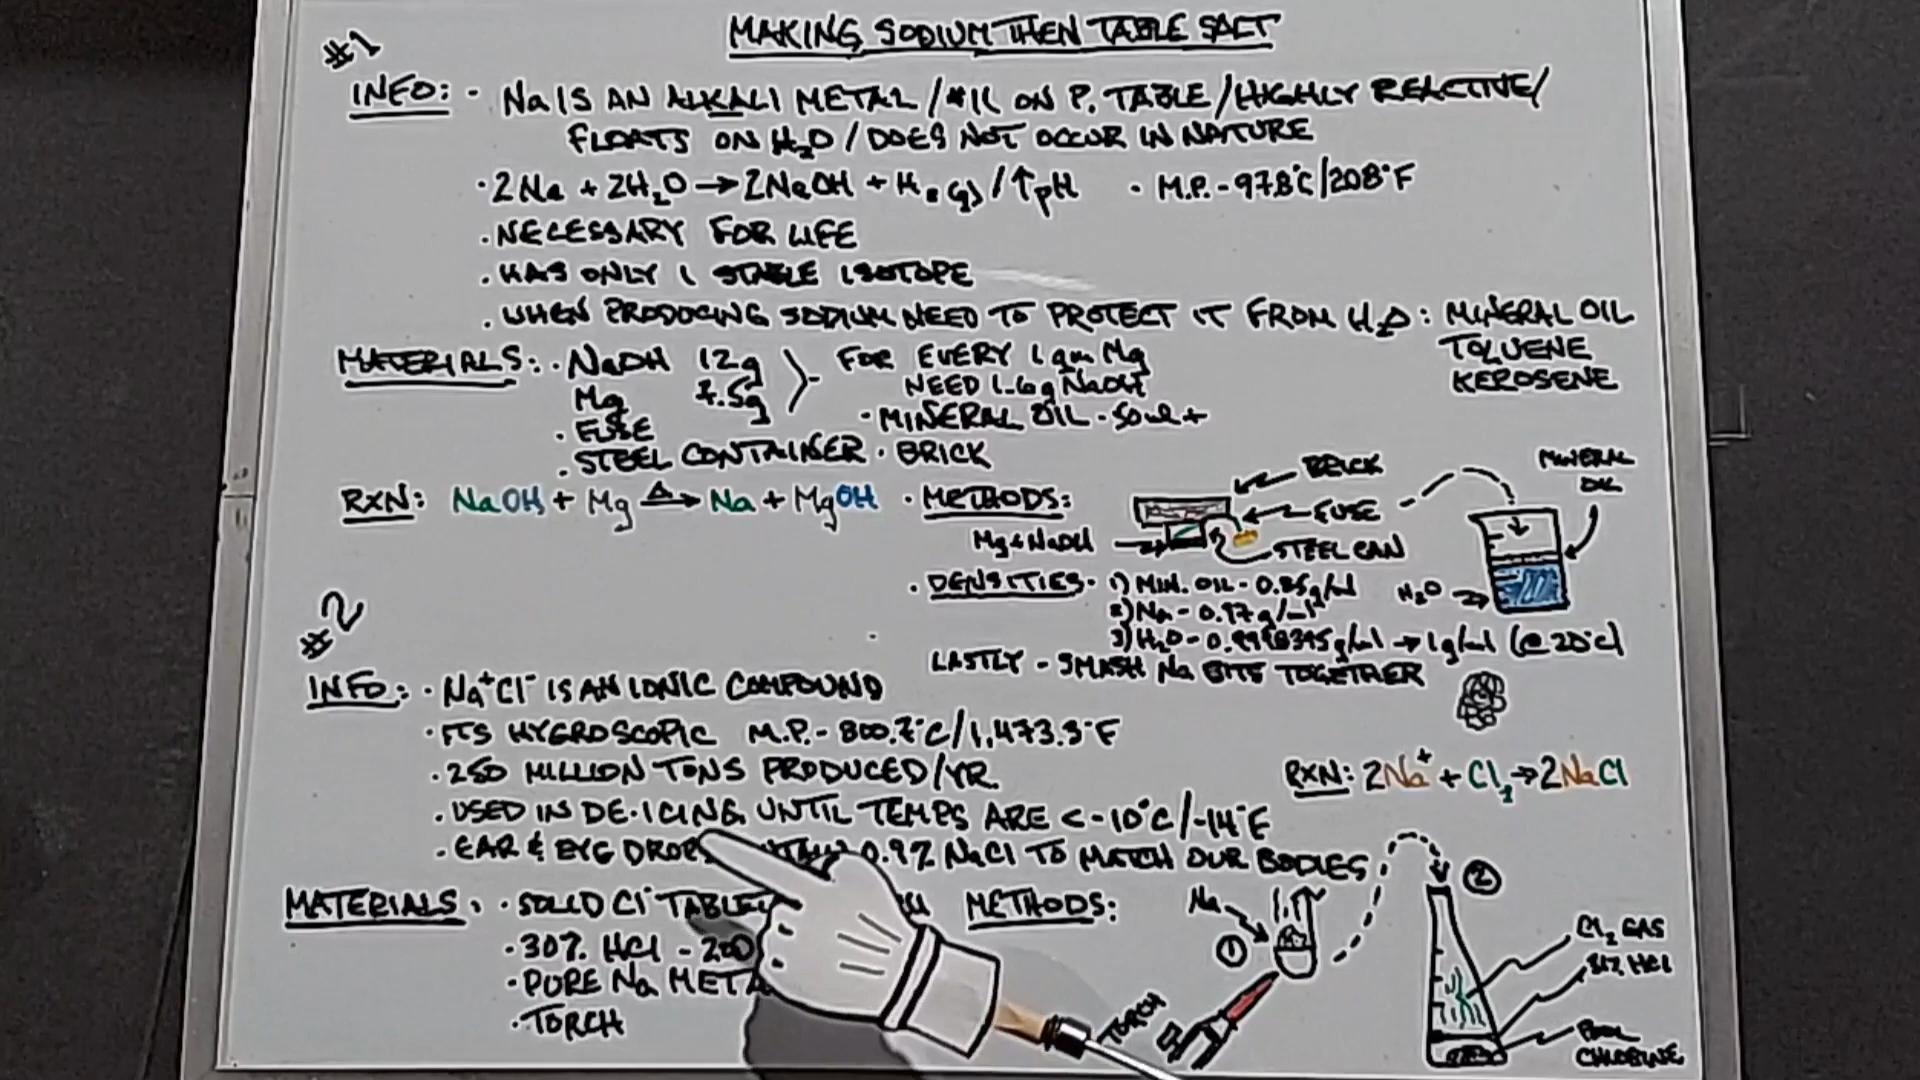 MAKING SODIUM THEN TABLE SALT
#1
INFO: - Na IS AN ALKALI METAL / #11 ON P. TABLE / HIGHLY REACTIVE /
FLOATS ON H₂O / DOES NOT OCCUR IN NATURE
· 2Na + 2H₂O → 2NaOH + H₂(g) / ↑pH · M.P. - 97.8°C/208°F
· NECESSARY FOR LIFE
· HAS ONLY 1 STABLE ISOTOPE
· WHEN PRODUCING SODIUM NEED TO PROTECT IT FROM H₂O: MINERAL OIL
TOLUENE
KEROSENE
MATERIALS: · NaOH 12g > - FOR EVERY 1 gm Mg
Mg 7.5g NEED 1.6g NaOH
· FUSE · MINERAL OIL - 50ml +
· STEEL CONTAINER · BRICK
RXN: NaOH + Mg Δ→ Na + MgOH · METHODS:
BRICK
FUSE
Mg + NaOH
STEEL CAN
MINERAL
OIL
H₂O
· DENSITIES - 1) MIN. OIL - 0.85g/ml
2) Na - 0.97g/ml
3) H₂O - 0.9998395g/ml → 1g/ml (@ 20°C)
LASTLY - SMASH Na BITS TOGETHER
#2
INFO: · Na⁺Cl⁻ IS AN IONIC COMPOUND
· ITS HYGROSCOPIC M.P. - 800.7°C/1,473.3°F
· 250 MILLION TONS PRODUCED/YR.
RXN: 2Na⁺ + Cl₂ → 2NaCl
· USED IN DE-ICING UNTIL TEMPS ARE < -10°C/-14°F
· EAR & EYE DROPS 0.9% NaCl TO MATCH OUR BODIES
MATERIALS: · SOLID Cl⁻ TABLE METHODS:
· 30% HCl - 200
· PURE Na META
· TORCH
Na
1
TORCH
2
Cl₂ GAS
31% HCl
POOL
CHLORINE